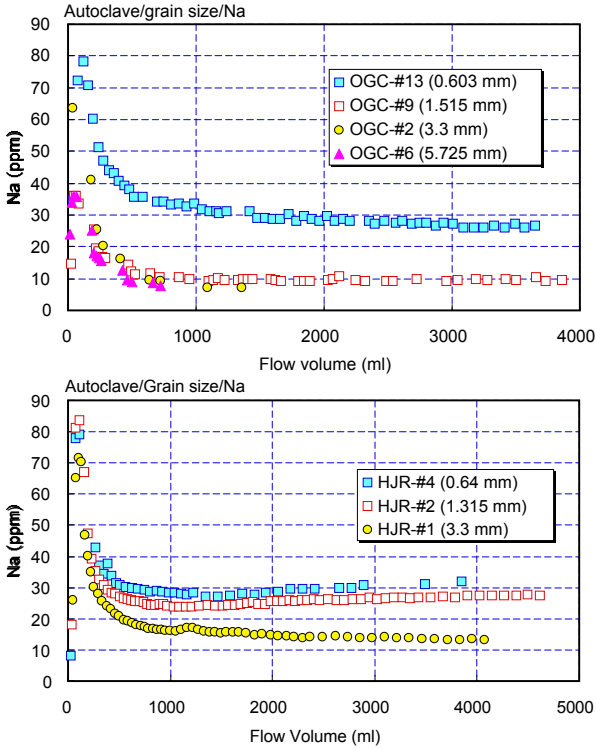 Autoclave/grain size/Na
90
80
70
60
50
40
30
20
10
0
Na (ppm)
OGC-#13 (0.603 mm)
OGC-#9 (1.515 mm)
OGC-#2 (3.3 mm)
OGC-#6 (5.725 mm)
0 1000 2000 3000 4000
Flow volume (ml)
Autoclave/Grain size/Na
90
80
70
60
50
40
30
20
10
0
Na (ppm)
HJR-#4 (0.64 mm)
HJR-#2 (1.315 mm)
HJR-#1 (3.3 mm)
0 1000 2000 3000 4000 5000
Flow Volume (ml)